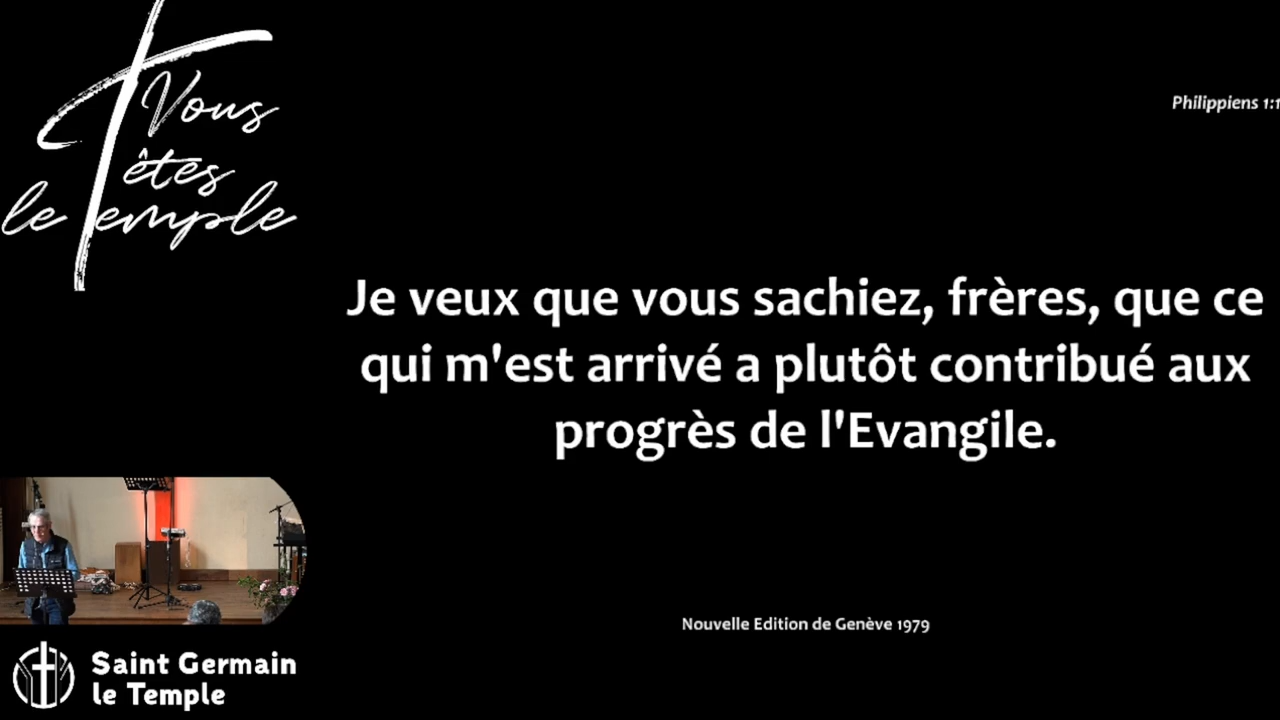 Vous
êtes
le Temple
Philippiens 1:1
Je veux que vous sachiez, frères, que ce
qui m'est arrivé a plutôt contribué aux
progrès de l'Evangile.
Nouvelle Edition de Genève 1979
Saint Germain
le Temple